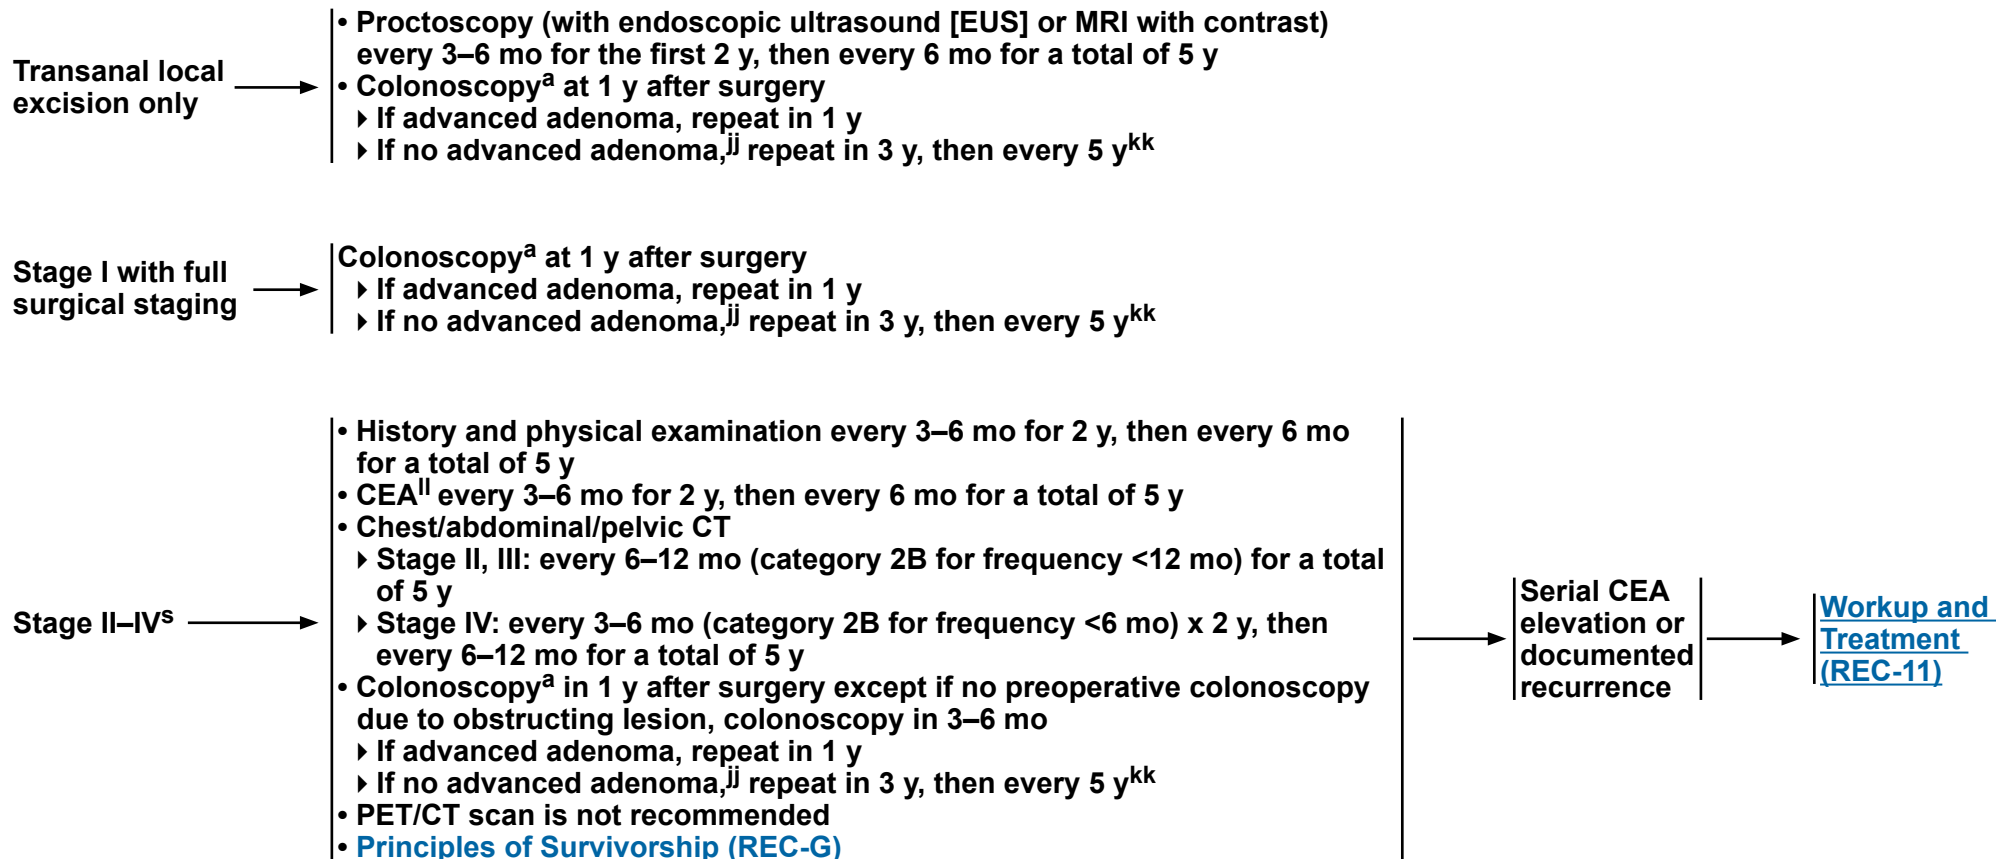 Transanal local
excision only
• Proctoscopy (with endoscopic ultrasound [EUS] or MRI with contrast)
every 3–6 mo for the first 2 y, then every 6 mo for a total of 5 y
• Colonoscopyᵃ at 1 y after surgery
▸ If advanced adenoma, repeat in 1 y
▸ If no advanced adenoma,ʲʲ repeat in 3 y, then every 5 yᵏᵏ
Stage I with full
surgical staging
Colonoscopyᵃ at 1 y after surgery
▸ If advanced adenoma, repeat in 1 y
▸ If no advanced adenoma,ʲʲ repeat in 3 y, then every 5 yᵏᵏ
Stage II–IVˢ
• History and physical examination every 3–6 mo for 2 y, then every 6 mo
for a total of 5 y
• CEAˡˡ every 3–6 mo for 2 y, then every 6 mo for a total of 5 y
• Chest/abdominal/pelvic CT
▸ Stage II, III: every 6–12 mo (category 2B for frequency <12 mo) for a total
of 5 y
▸ Stage IV: every 3–6 mo (category 2B for frequency <6 mo) x 2 y, then
every 6–12 mo for a total of 5 y
• Colonoscopyᵃ in 1 y after surgery except if no preoperative colonoscopy
due to obstructing lesion, colonoscopy in 3–6 mo
▸ If advanced adenoma, repeat in 1 y
▸ If no advanced adenoma,ʲʲ repeat in 3 y, then every 5 yᵏᵏ
• PET/CT scan is not recommended
• Principles of Survivorship (REC-G)
Serial CEA
elevation or
documented
recurrence
Workup and
Treatment
(REC-11)